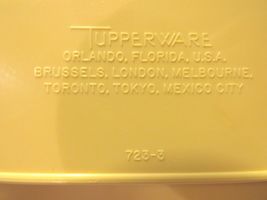 TUPPERWARE
ORLANDO, FLORIDA, U.S.A.
BRUSSELS, LONDON, MELBOURNE,
TORONTO, TOKYO, MEXICO CITY
723-3